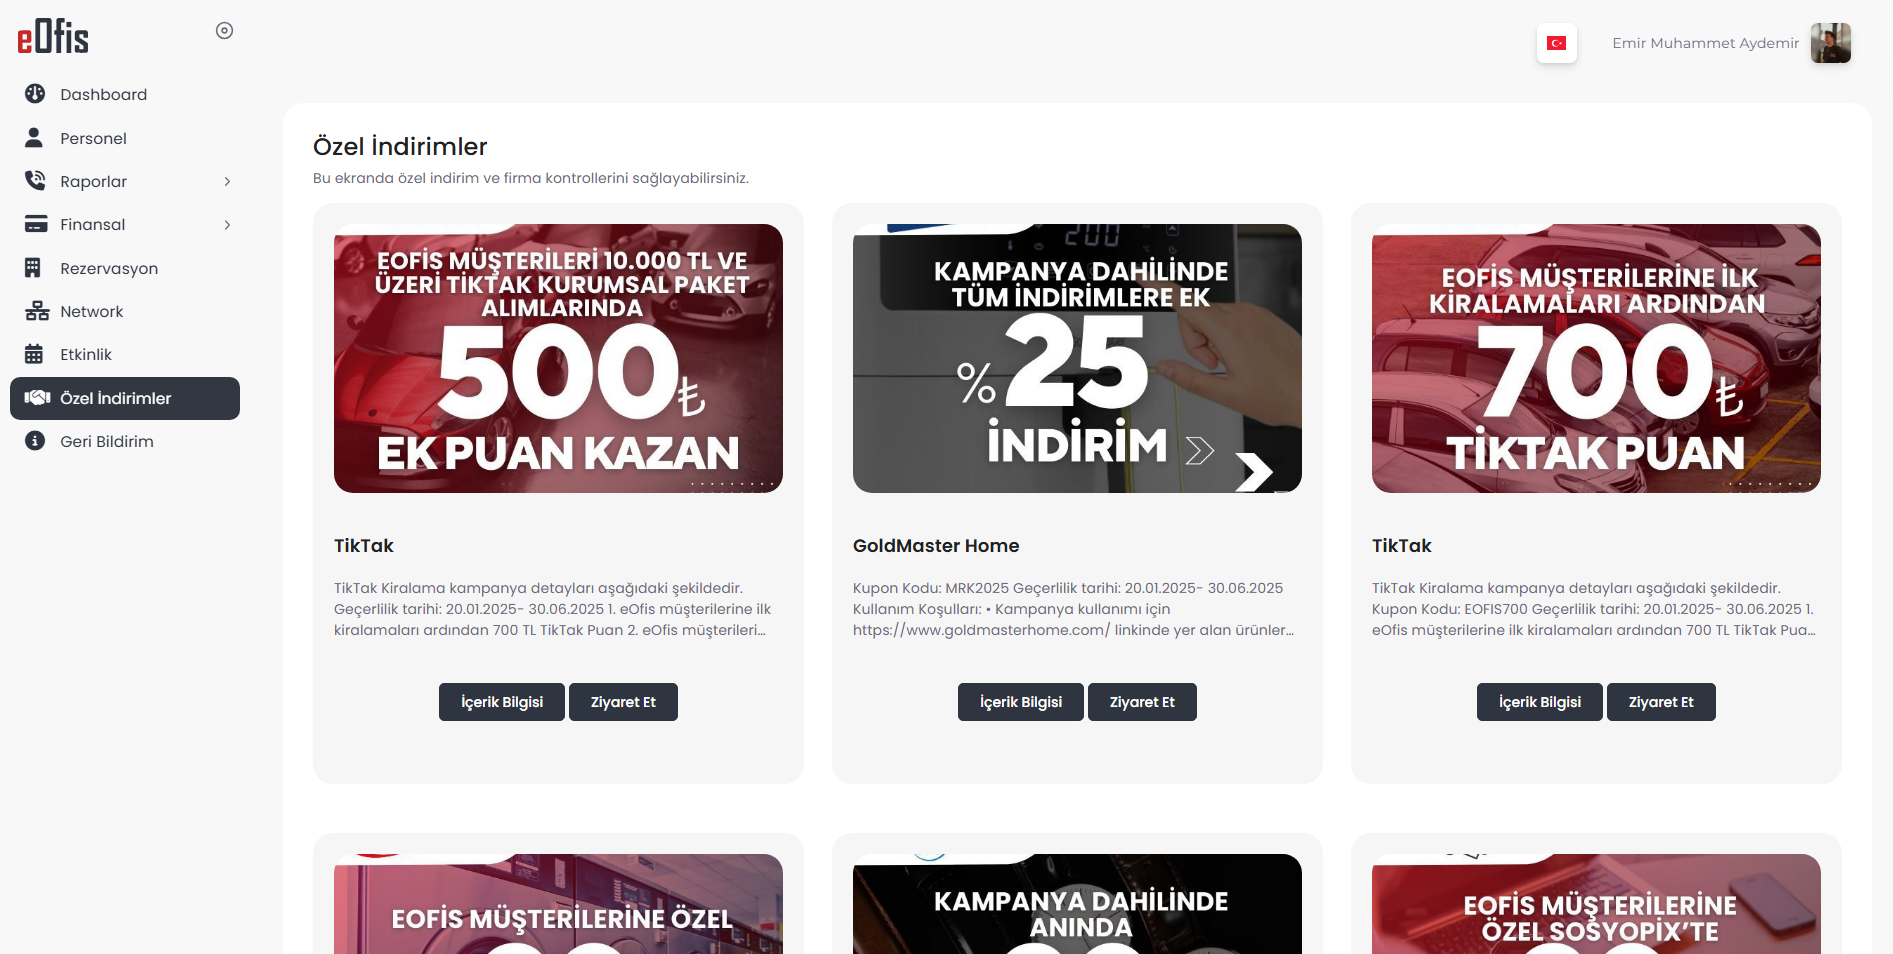 eOfis
Emir Muhammet Aydemir
Dashboard
Personel
Raporlar
Finansal
Rezervasyon
Network
Etkinlik
Özel İndirimler
Geri Bildirim
Özel İndirimler
Bu ekranda özel indirim ve firma kontrollerini sağlayabilirsiniz.
EOFİS MÜŞTERİLERİ 10.000 TL VE
ÜZERİ TİKTAK KURUMSAL PAKET
ALIMLARINDA
500₺
EK PUAN KAZAN
TikTak
TikTak Kiralama kampanya detayları aşağıdaki şekildedir.
Geçerlilik tarihi: 20.01.2025- 30.06.2025 1. eOfis müşterilerine ilk
kiralamaları ardından 700 TL TikTak Puan 2. eOfis müşterileri...
İçerik Bilgisi
Ziyaret Et
200
KAMPANYA DAHİLİNDE
TÜM İNDİRİMLERE EK
%25
İNDİRİM
GoldMaster Home
Kupon Kodu: MRK2025 Geçerlilik tarihi: 20.01.2025- 30.06.2025
Kullanım Koşulları: • Kampanya kullanımı için
https://www.goldmasterhome.com/ linkinde yer alan ürünler...
İçerik Bilgisi
Ziyaret Et
EOFİS MÜŞTERİLERİNE İLK
KİRALAMALARI ARDINDAN
700₺
TİKTAK PUAN
TikTak
TikTak Kiralama kampanya detayları aşağıdaki şekildedir.
Kupon Kodu: EOFIS700 Geçerlilik tarihi: 20.01.2025- 30.06.2025 1.
eOfis müşterilerine ilk kiralamaları ardından 700 TL TikTak Pua...
İçerik Bilgisi
Ziyaret Et
EOFİS MÜŞTERİLERİNE ÖZEL
KAMPANYA DAHİLİNDE
ANINDA
EOFİS MÜŞTERİLERİNE
ÖZEL SOSYOPİX'TE